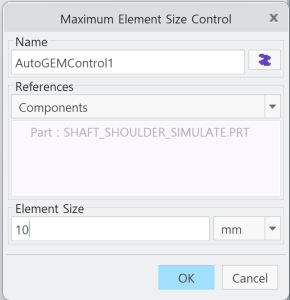 Maximum Element Size Control
Name
AutoGEMControl1
References
Components
Part : SHAFT_SHOULDER_SIMULATE.PRT
Element Size
10
mm
OK
Cancel